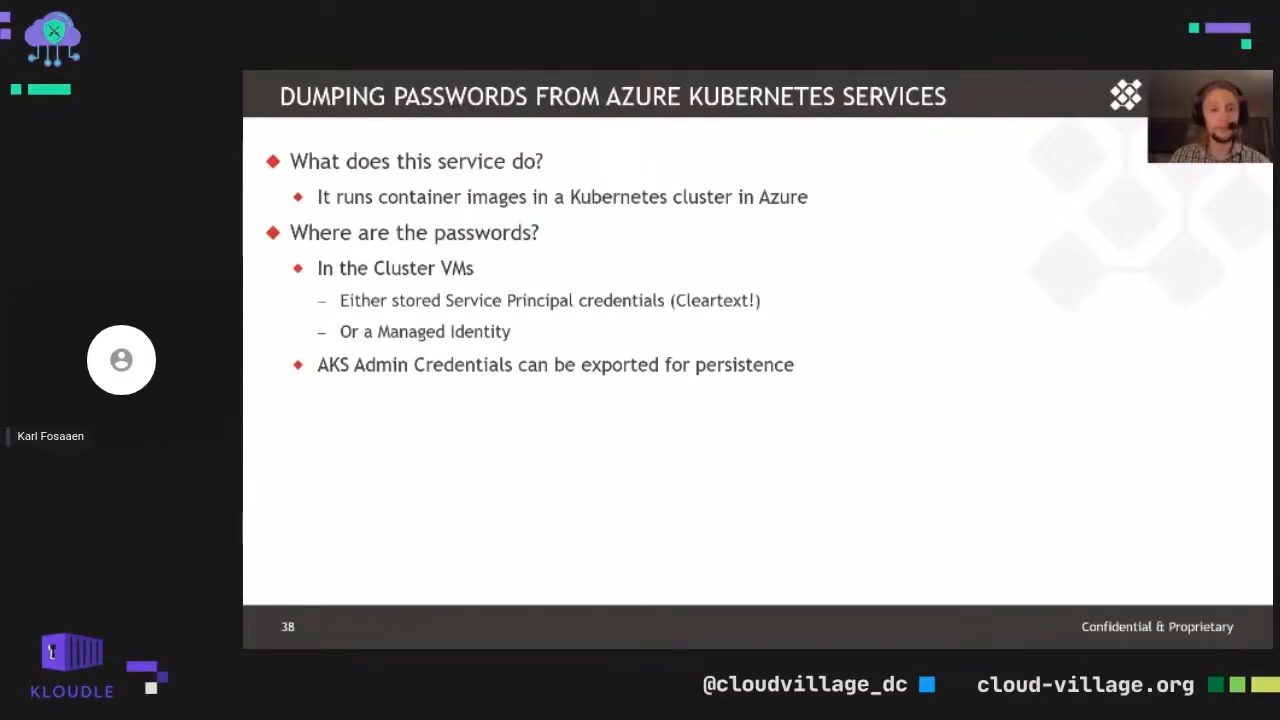 DUMPING PASSWORDS FROM AZURE KUBERNETES SERVICES
What does this service do?
It runs container images in a Kubernetes cluster in Azure
Where are the passwords?
In the Cluster VMs
– Either stored Service Principal credentials (Cleartext!)
– Or a Managed Identity
AKS Admin Credentials can be exported for persistence
Karl Fosaaen
38
Confidential & Proprietary
KLOUDLE
@cloudvillage_dc
cloud-village.org